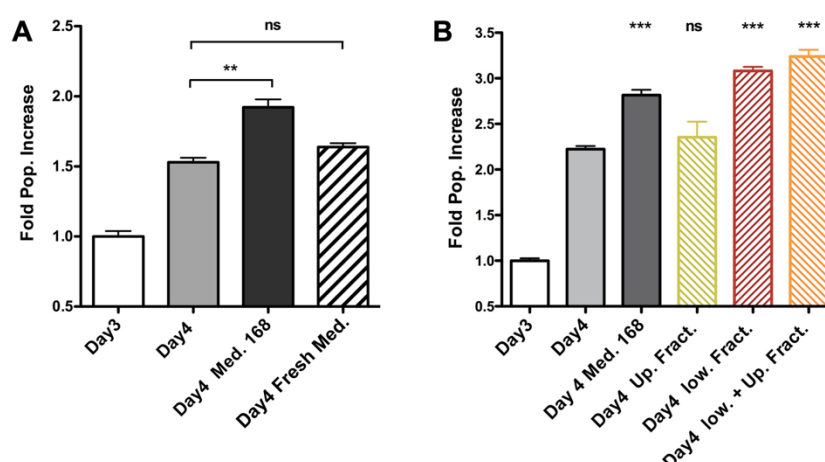 A
ns
**
Fold Pop. Increase
2.5
2.0
1.5
1.0
0.5
Day3
Day4
Day4 Med. 168
Day4 Fresh Med.
B
*** ns *** ***
Fold Pop. Increase
3.5
3.0
2.5
2.0
1.5
1.0
0.5
Day3
Day4
Day 4 Med. 168
Day4 Up. Fract.
Day4 low. Fract.
Day4 low. + Up. Fract.